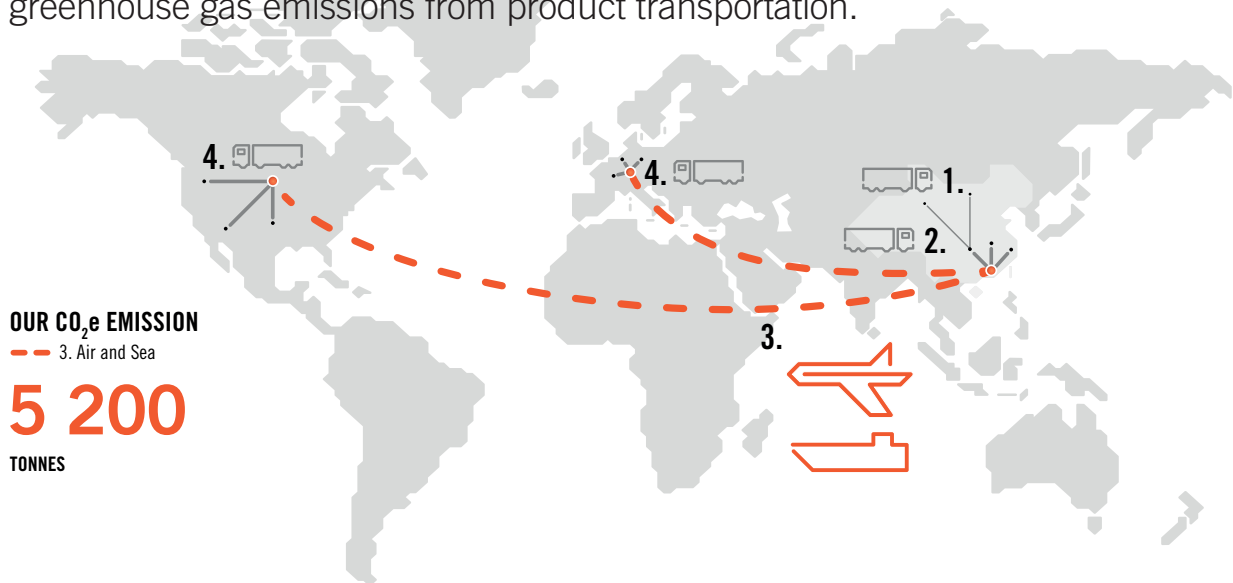 greenhouse gas emissions from product transportation.
4.
4.
1.
2.
3.
OUR CO₂e EMISSION
3. Air and Sea
5 200
TONNES